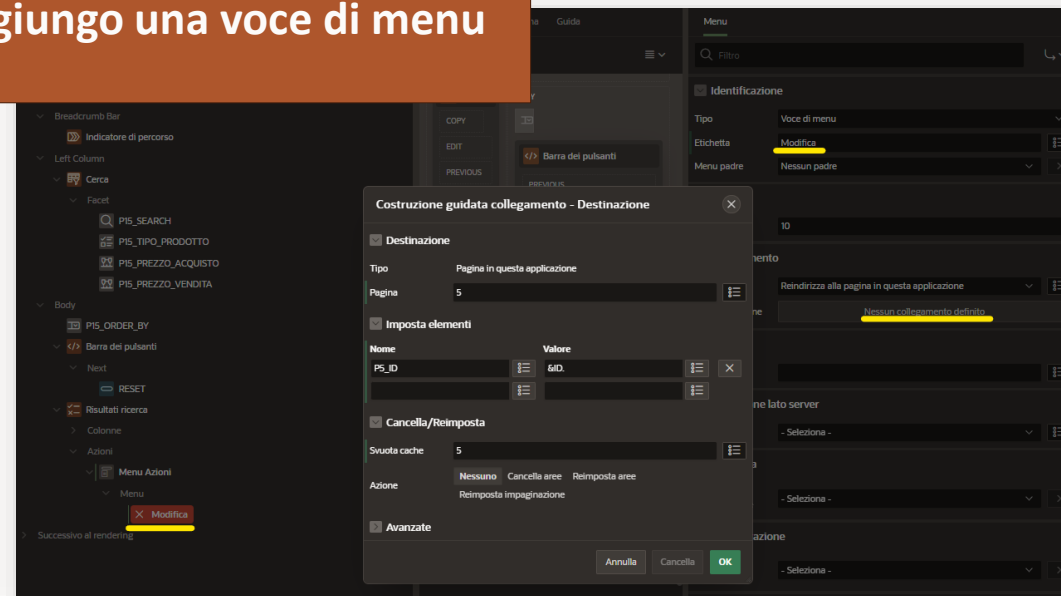 giungo una voce di menu
Guida
Menu
Filtro
Breadcrumb Bar
Indicatore di percorso
Left Column
Cerca
Facet
P15_SEARCH
P15_TIPO_PRODOTTO
P15_PREZZO_ACQUISTO
P15_PREZZO_VENDITA
Body
P15_ORDER_BY
Barra dei pulsanti
Next
RESET
Risultati ricerca
Colonne
Azioni
Menu Azioni
Menu
Modifica
Successivo al rendering
COPY
EDIT
PREVIOUS
Barra dei pulsanti
PREVIOUS
Costruzione guidata collegamento - Destinazione
Destinazione
Tipo Pagina in questa applicazione
Pagina 5
Imposta elementi
Nome Valore
P5_ID &ID.
Cancella/Reimposta
Svuota cache 5
Azione Nessuno Cancella aree Reimposta aree
Reimposta impaginazione
Avanzate
Annulla Cancella OK
Identificazione
Tipo Voce di menu
Etichetta Modifica
Menu padre Nessun padre
10
mento
Reindirizza alla pagina in questa applicazione
ne Nessun collegamento definito
ne lato server
- Seleziona -
a
- Seleziona -
azione
- Seleziona -